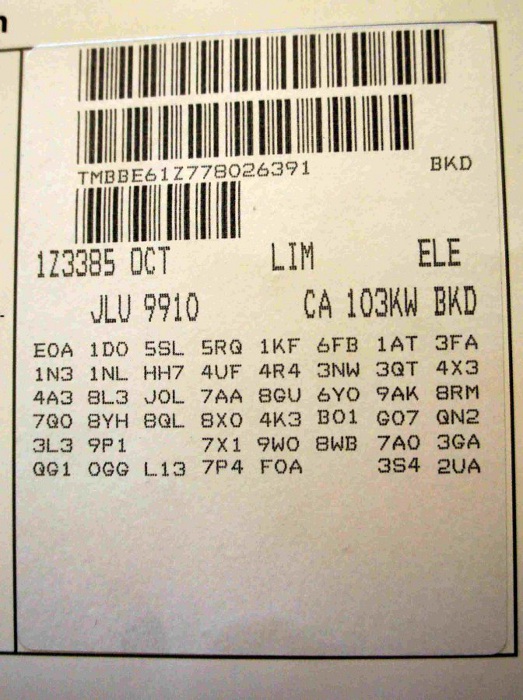 TMBBE61Z778026391 BKD
1Z3385 OCT LIM ELE
JLU 9910 CA 103KW BKD
E0A 1D0 5SL 5RQ 1KF 6FB 1AT 3FA
1N3 1NL HH7 4UF 4R4 3NW 3QT 4X3
4A3 8L3 J0L 7AA 8GU 6Y0 9AK 8RM
7Q0 8YH 8QL 8X0 4K3 B01 G07 QN2
3L3 9P1 7X1 9W0 8WB 7A0 3GA
QG1 0GG L13 7P4 F0A 3S4 2UA